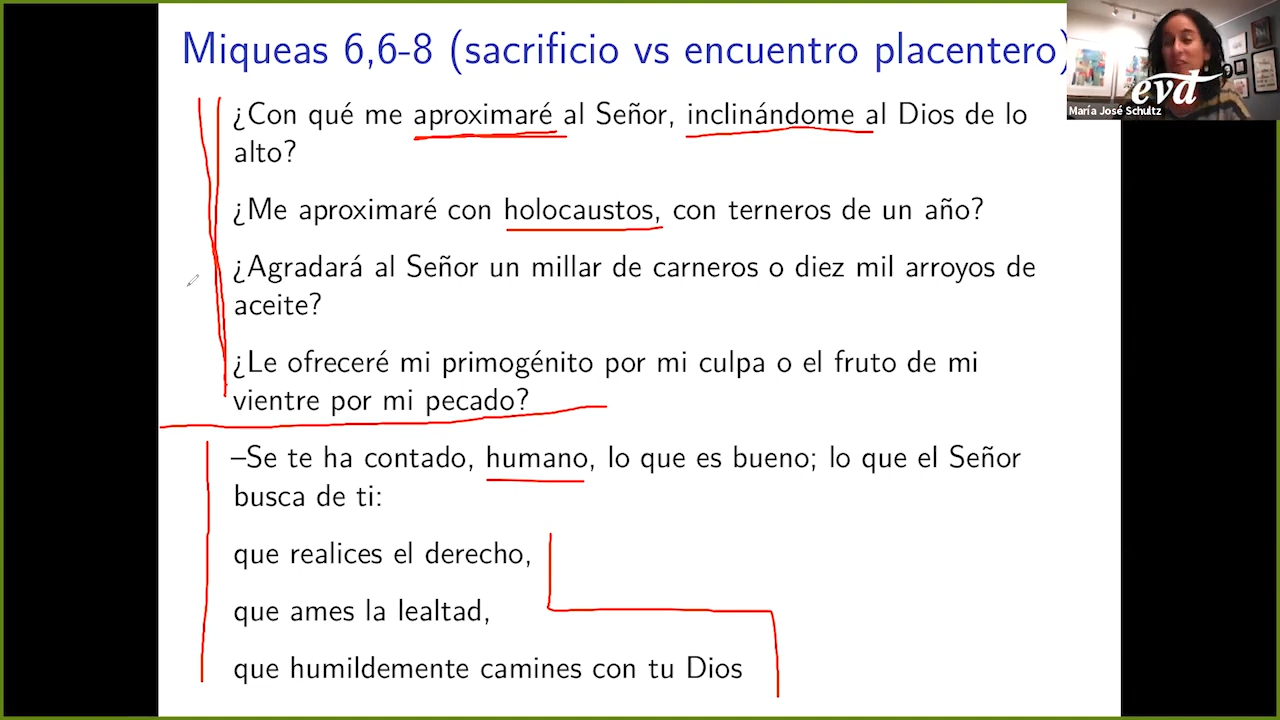 Miqueas 6,6-8 (sacrificio vs encuentro placentero)
¿Con qué me aproximaré al Señor, inclinándome al Dios de lo
alto?
¿Me aproximaré con holocaustos, con terneros de un año?
¿Agradará al Señor un millar de carneros o diez mil arroyos de
aceite?
¿Le ofreceré mi primogénito por mi culpa o el fruto de mi
vientre por mi pecado?
–Se te ha contado, humano, lo que es bueno; lo que el Señor
busca de ti:
que realices el derecho,
que ames la lealtad,
que humildemente camines con tu Dios
evd
María José Schultz